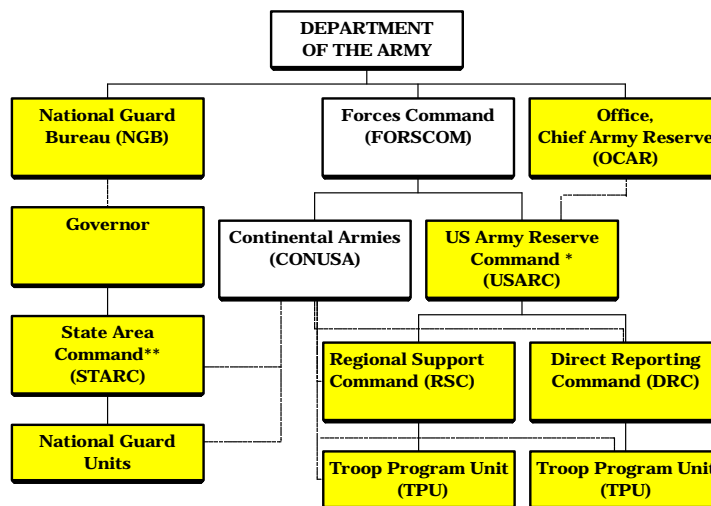 DEPARTMENT
OF THE ARMY
National Guard
Bureau (NGB)
Forces Command
(FORSCOM)
Office,
Chief Army Reserve
(OCAR)
Governor
Continental Armies
(CONUSA)
US Army Reserve
Command *
(USARC)
State Area
Command**
(STARC)
Regional Support
Command (RSC)
Direct Reporting
Command (DRC)
National Guard
Units
Troop Program Unit
(TPU)
Troop Program Unit
(TPU)